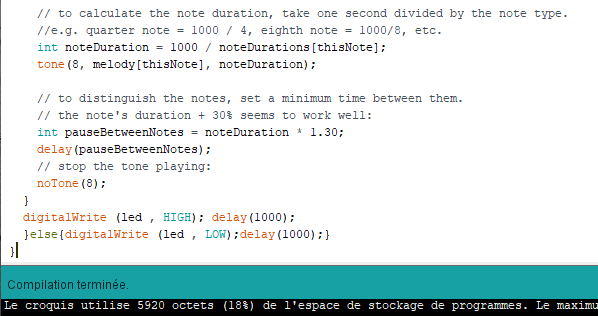 // to calculate the note duration, take one second divided by the note type.
//e.g. quarter note = 1000 / 4, eighth note = 1000/8, etc.
int noteDuration = 1000 / noteDurations[thisNote];
tone(8, melody[thisNote], noteDuration);
// to distinguish the notes, set a minimum time between them.
// the note's duration + 30% seems to work well:
int pauseBetweenNotes = noteDuration * 1.30;
delay(pauseBetweenNotes);
// stop the tone playing:
noTone(8);
}
digitalWrite (led , HIGH); delay(1000);
}else{digitalWrite (led , LOW);delay(1000);}
}
Compilation terminée.
Le croquis utilise 5920 octets (18%) de l'espace de stockage de programmes. Le maximu